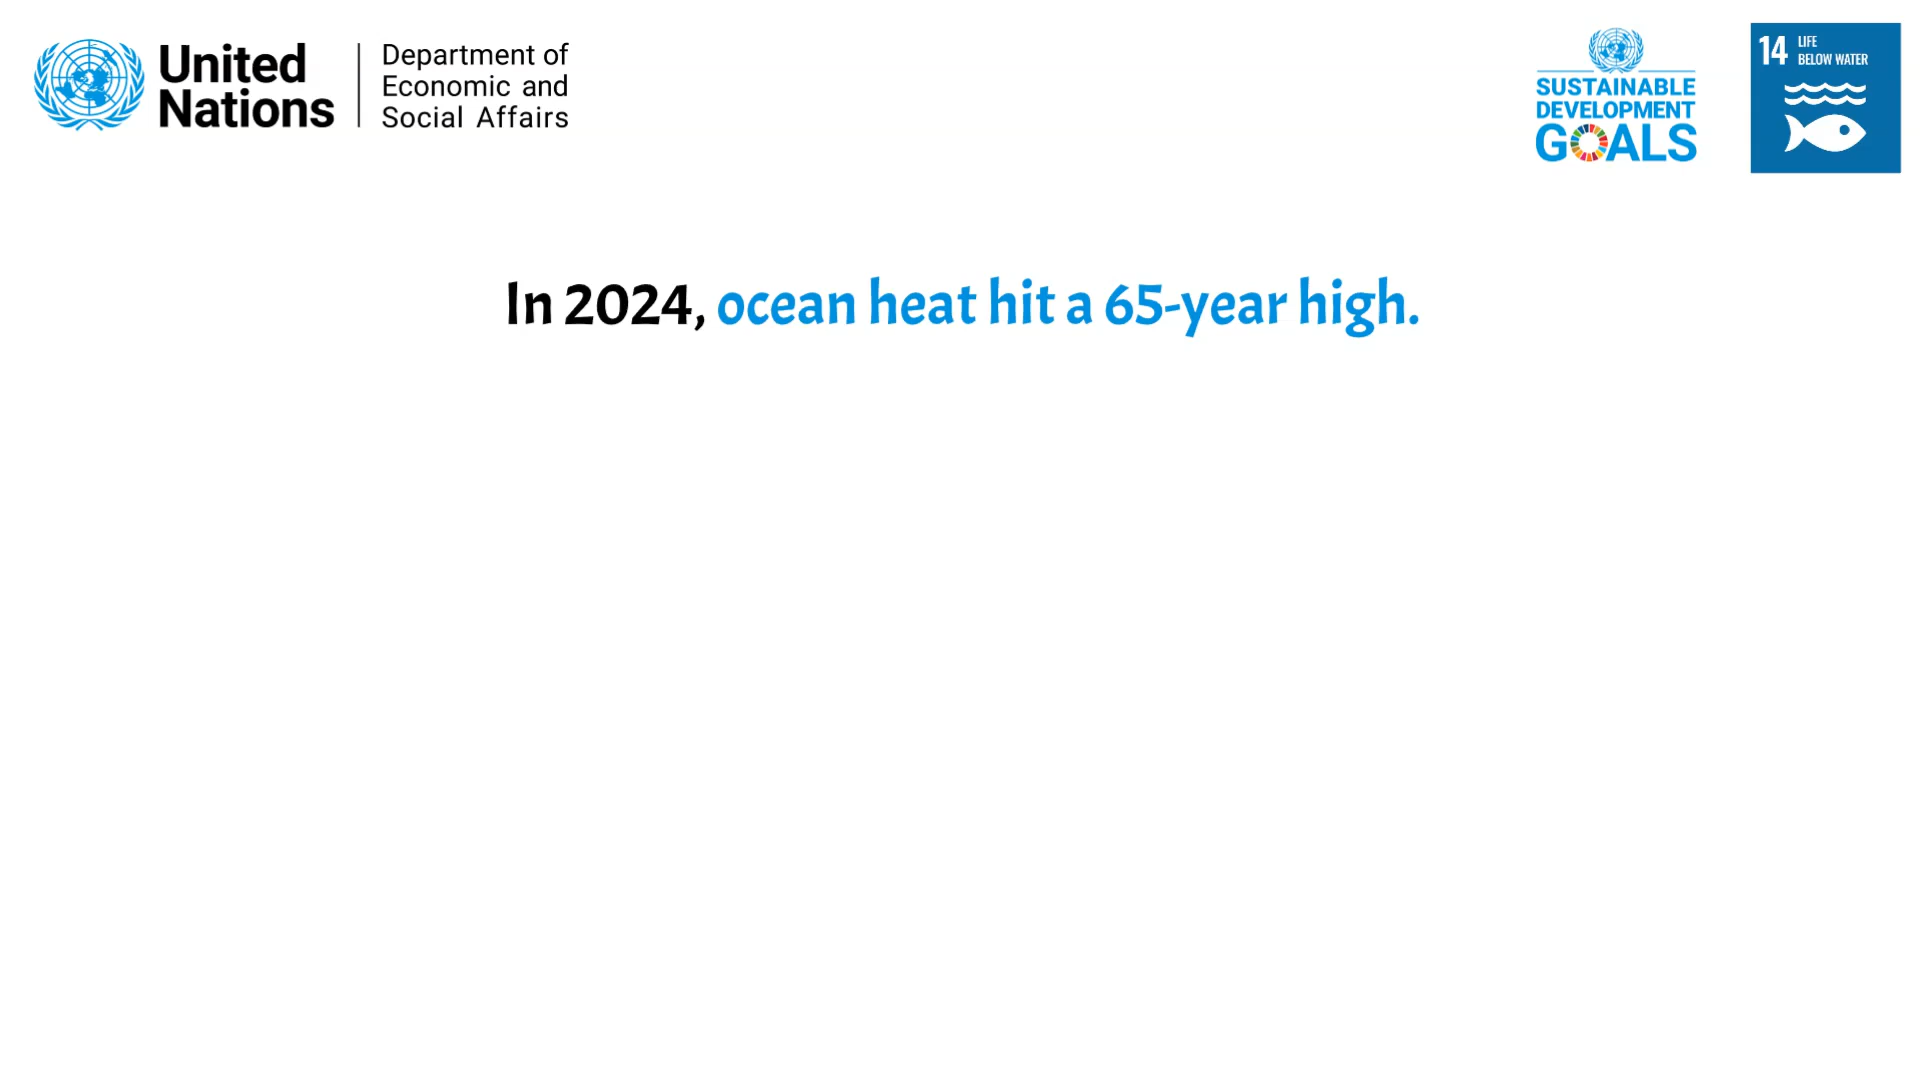 United
Nations
Department of
Economic and
Social Affairs
SUSTAINABLE
DEVELOPMENT
GOALS
14 LIFE
BELOW WATER
In 2024, ocean heat hit a 65-year high.